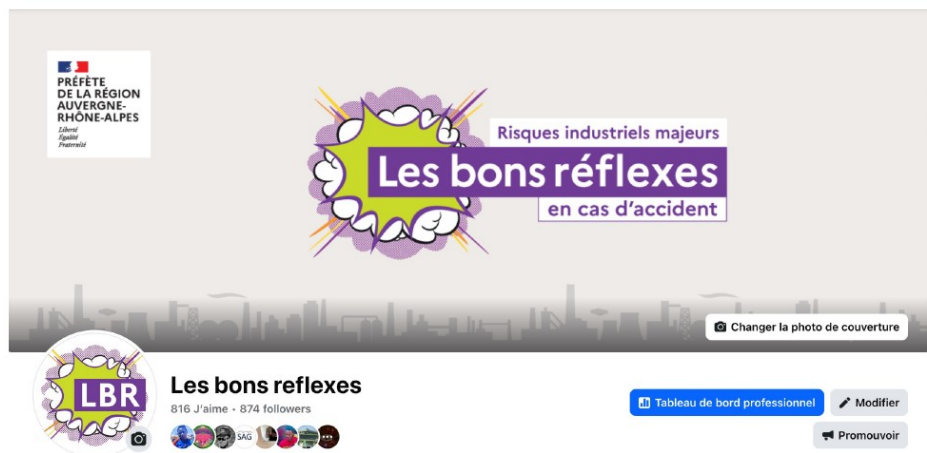 PRÉFÈTE
DE LA RÉGION
AUVERGNE-
RHÔNE-ALPES
Liberté
Égalité
Fraternité
Risques industriels majeurs
Les bons réflexes
en cas d'accident
Changer la photo de couverture
LBR
Les bons reflexes
816 J'aime • 874 followers
SAG
Tableau de bord professionnel
Modifier
Promouvoir